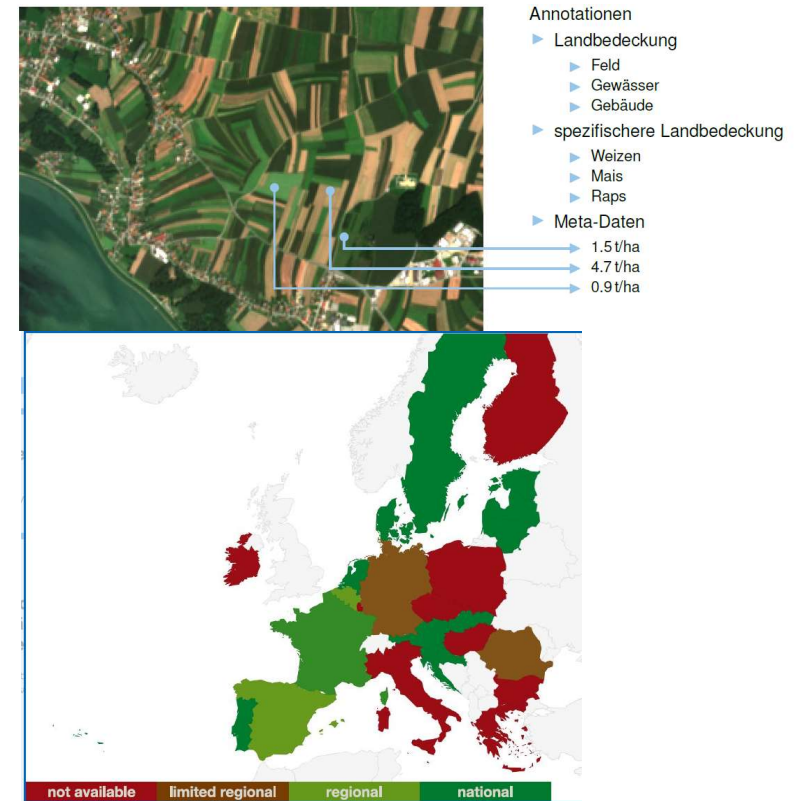 Annotationen
Landbedeckung
Feld
Gewässer
Gebäude
spezifischere Landbedeckung
Weizen
Mais
Raps
Meta-Daten
1.5 t/ha
4.7 t/ha
0.9 t/ha
not available limited regional regional national